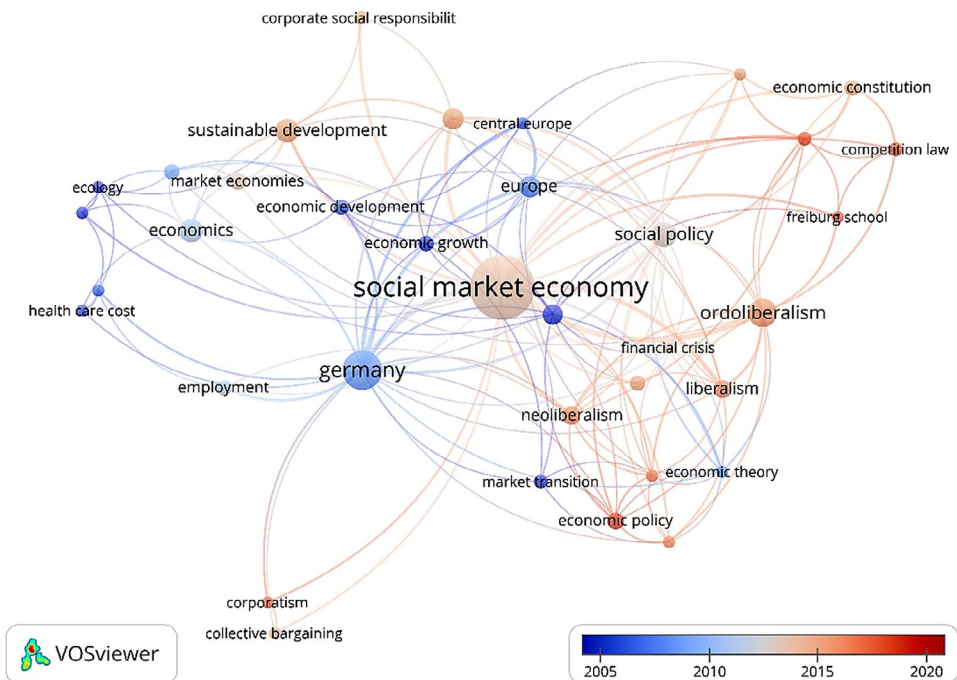 corporate social responsibilit
economic constitution
central europe
sustainable development
competition law
market economies
ecology
europe
economic development
freiburg school
economics
social policy
economic growth
social market economy
health care cost
ordoliberalism
financial crisis
germany
employment
liberalism
neoliberalism
economic theory
market transition
economic policy
corporatism
collective bargaining
VOSviewer
2005 2010 2015 2020